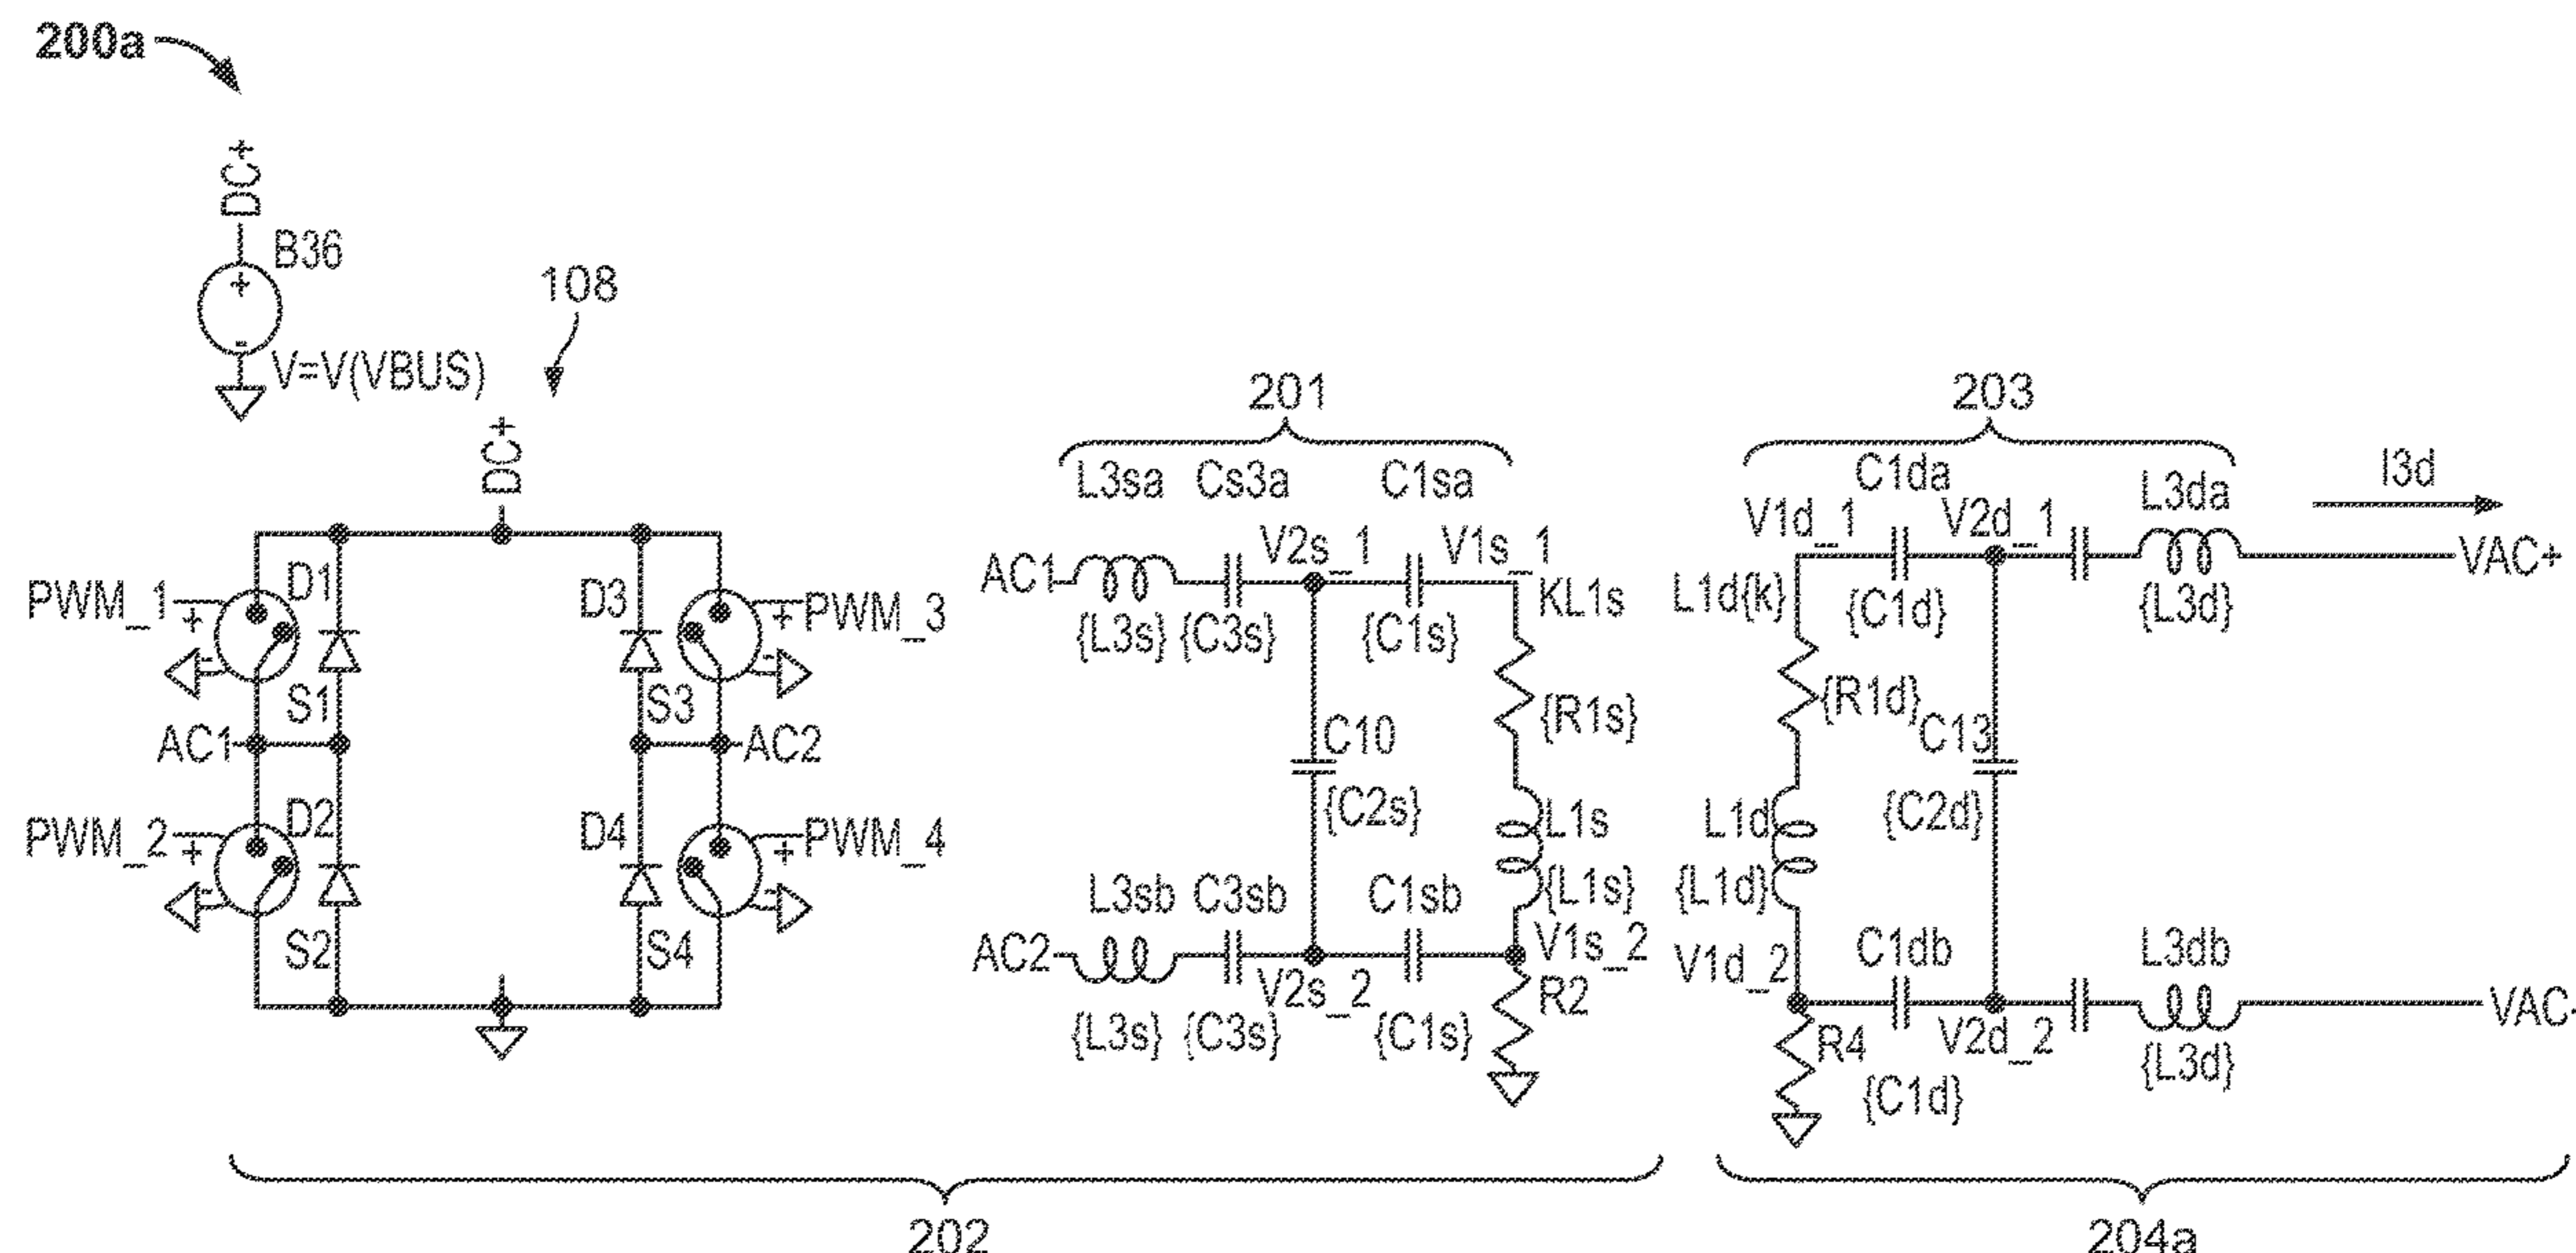 200a
DC+
B36
V=V(VBUS)
108
DC+
PWM_1
+
-
D1
S1
D3
S3
+
-
PWM_3
AC1
AC2
PWM_2
+
-
D2
S2
D4
S4
+
-
PWM_4
201
L3sa Cs3a C1sa
AC1
V2s_1
V1s_1
{L3s} {C3s} {C1s}
KL1s
{R1s}
C10
{C2s}
L1s
{L1s}
L3sb C3sb C1sb
AC2
V2s_2
V1s_2
{L3s} {C3s} {C1s}
R2
202
203
C1da
V1d_1
V2d_1
L3da
I3d
VAC+
L1d{k}
{C1d}
{L3d}
{R1d}
C13
{C2d}
L1d
{L1d}
V1d_2
C1db
L3db
V2d_2
VAC-
R4
{C1d}
{L3d}
204a